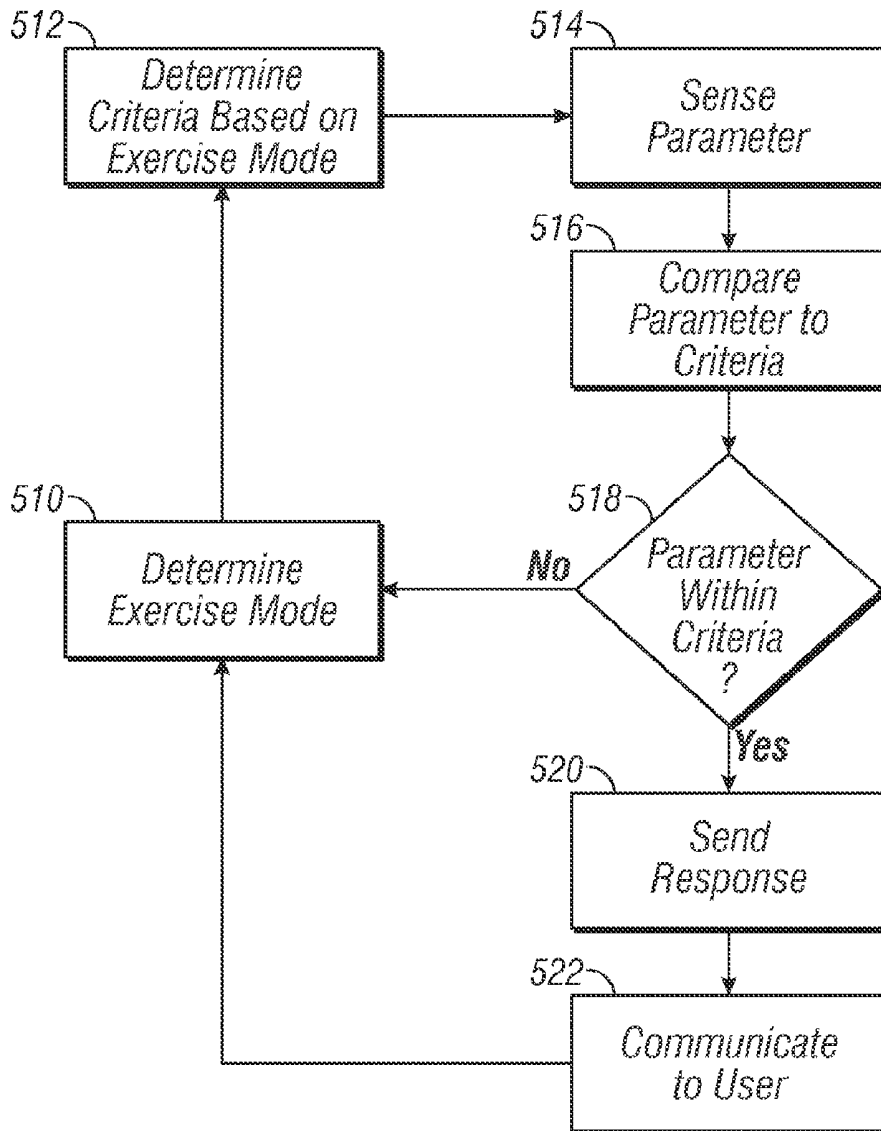 512
Determine
Criteria Based on
Exercise Mode
514
Sense
Parameter
516
Compare
Parameter to
Criteria
510
Determine
Exercise Mode
518
Parameter
Within
Criteria
?
No
Yes
520
Send
Response
522
Communicate
to User